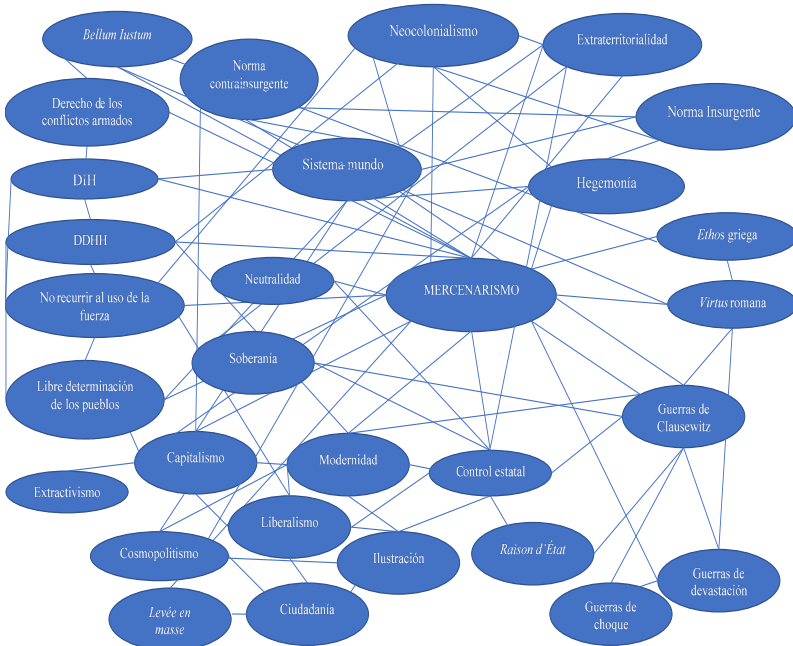 Bellum Iustum
Neocolonialismo
Extraterritorialidad
Norma
contrainsurgente
Derecho de los
conflictos armados
Norma Insurgente
Sistema-mundo
DiH
Hegemonía
DDHH
Ethos griega
Neutralidad
MERCENARISMO
No recurrir al uso de la
fuerza
Virtus romana
Soberanía
Libre determinación
de los pueblos
Guerras de
Clausewitz
Capitalismo
Modernidad
Control estatal
Extractivismo
Liberalismo
Cosmopolitismo
Ilustración
Raison d’État
Guerras de
devastación
Levée en
masse
Ciudadanía
Guerras de
choque